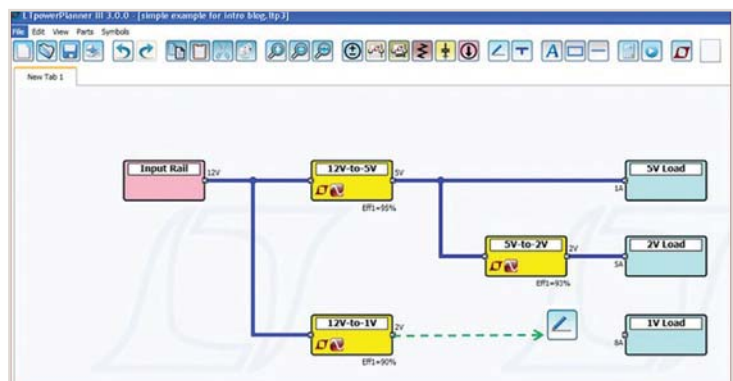 LTpowerPlanner III 3.0.0 - [simple example for intro blog.ltp3]
File Edit View Parts Symbols
A
New Tab 1
Input Rail
12V
12V-to-5V
5V
Eff1=95%
5V Load
1A
5V-to-2V
2V
Eff1=93%
2V Load
5A
12V-to-1V
2V
Eff1=90%
1V Load
8A